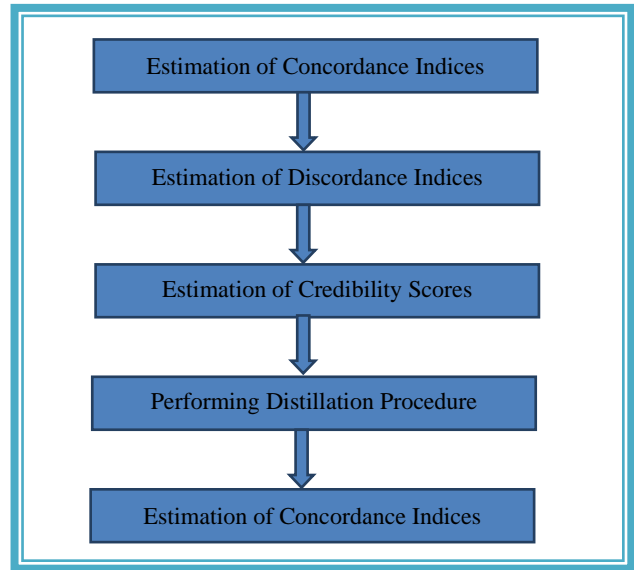 Estimation of Concordance Indices
Estimation of Discordance Indices
Estimation of Credibility Scores
Performing Distillation Procedure
Estimation of Concordance Indices